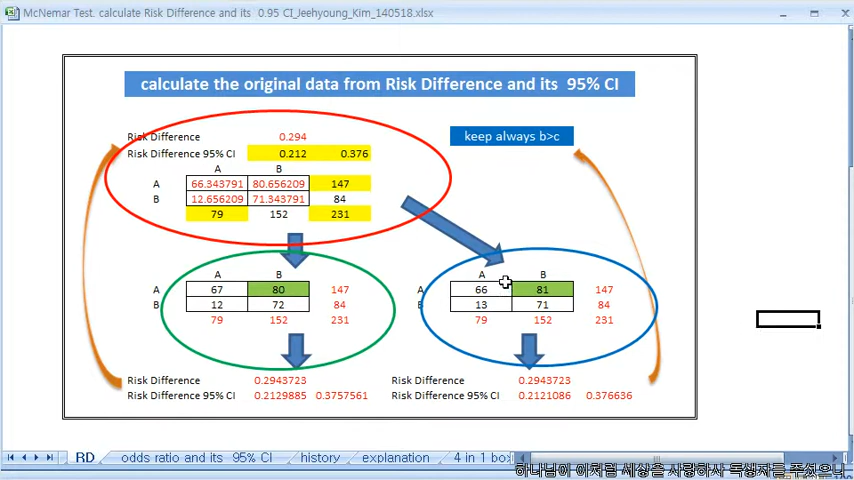 McNemar Test. calculate Risk Difference and its 0.95 CI_Jeehyoung_Kim_140518.xlsx
calculate the original data from Risk Difference and its 95% CI
Risk Difference 0.294
keep always b>c
Risk Difference 95% CI 0.212 0.376
A B
A 66.343791 80.656209 147
B 12.656209 71.343791 84
79 152 231
A B
A 67 80 147
B 12 72 84
79 152 231
A B
A 66 81 147
B 13 71 84
79 152 231
Risk Difference 0.2943723
Risk Difference 95% CI 0.2129885 0.3757561
Risk Difference 0.2943723
Risk Difference 95% CI 0.2121086 0.376636
RD odds ratio and its 95% CI history explanation 4 in 1 box
하나님이 이처럼 세상을 사랑하사 독생자를 주셨으니